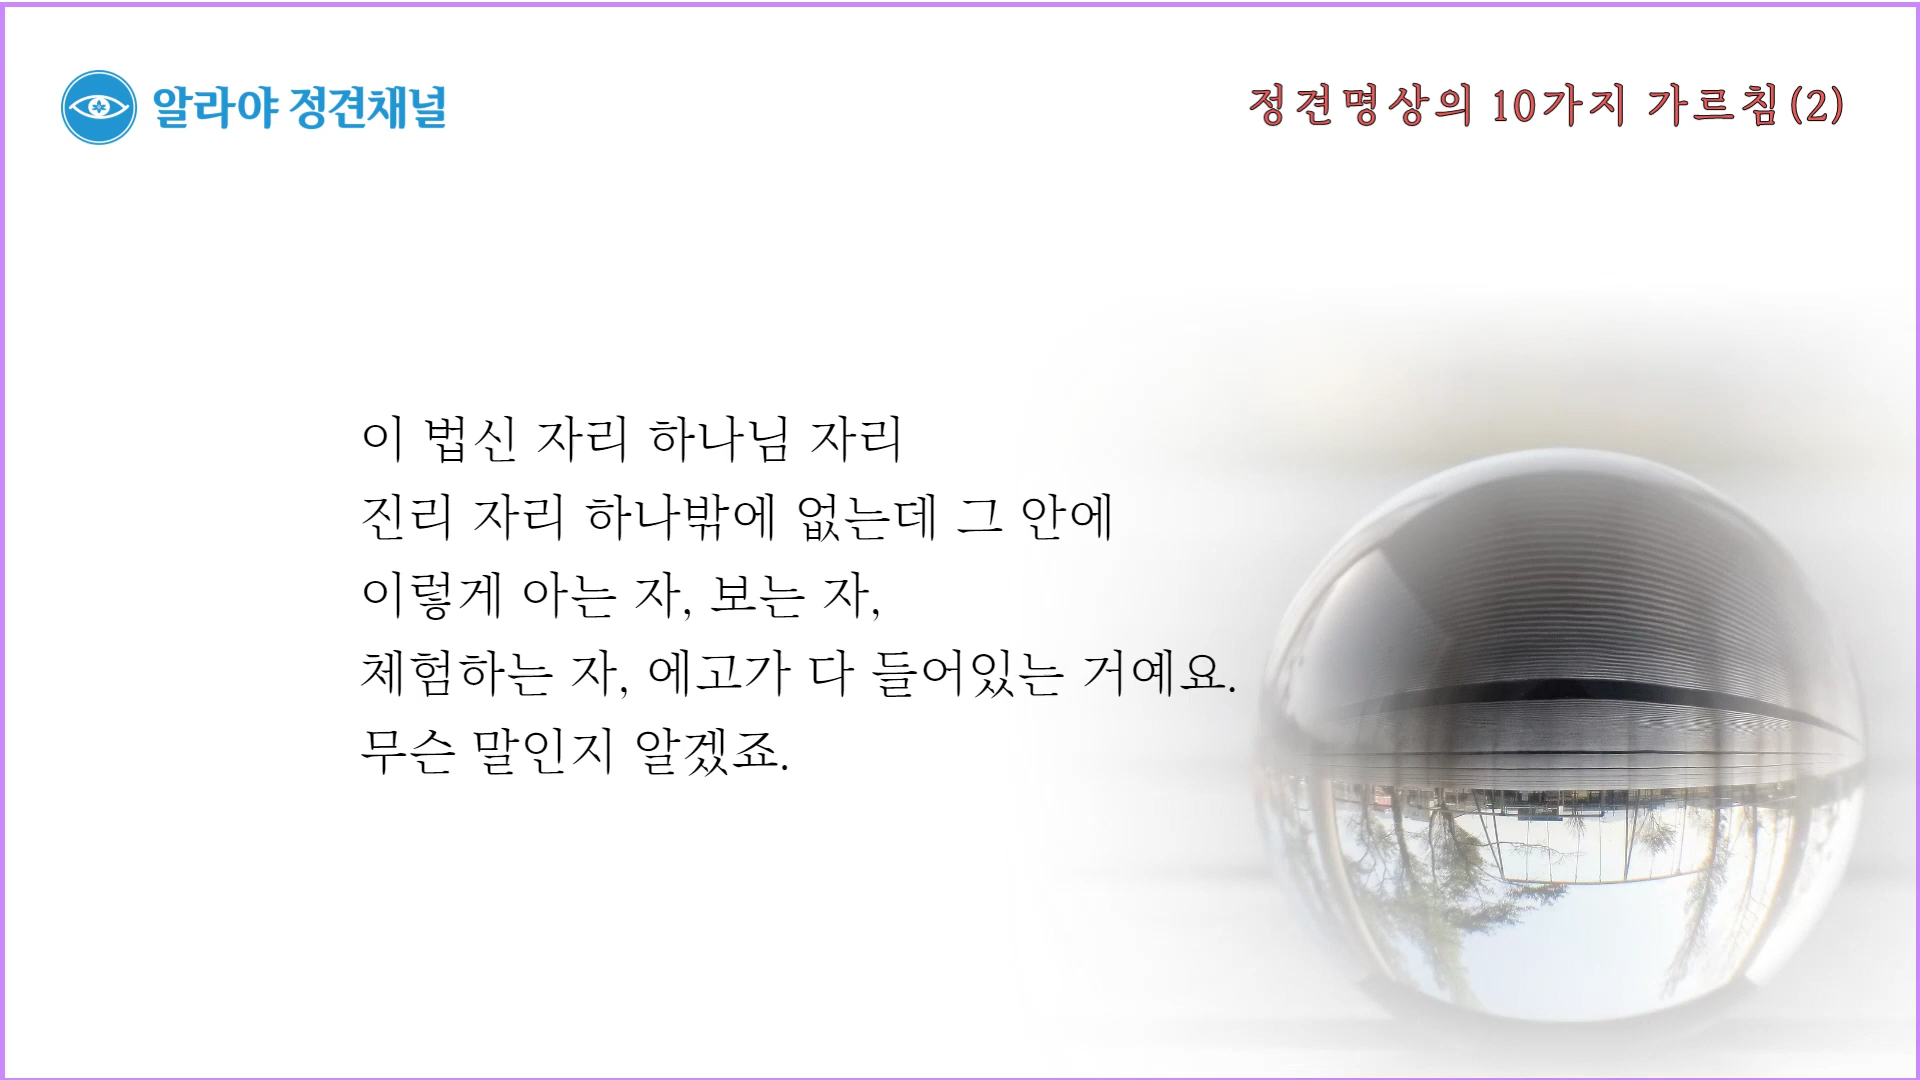 알라야 정견채널
정견명상의 10가지 가르침(2)
이 법신 자리 하나님 자리
진리 자리 하나밖에 없는데 그 안에
이렇게 아는 자, 보는 자,
체험하는 자, 에고가 다 들어있는 거예요.
무슨 말인지 알겠죠.